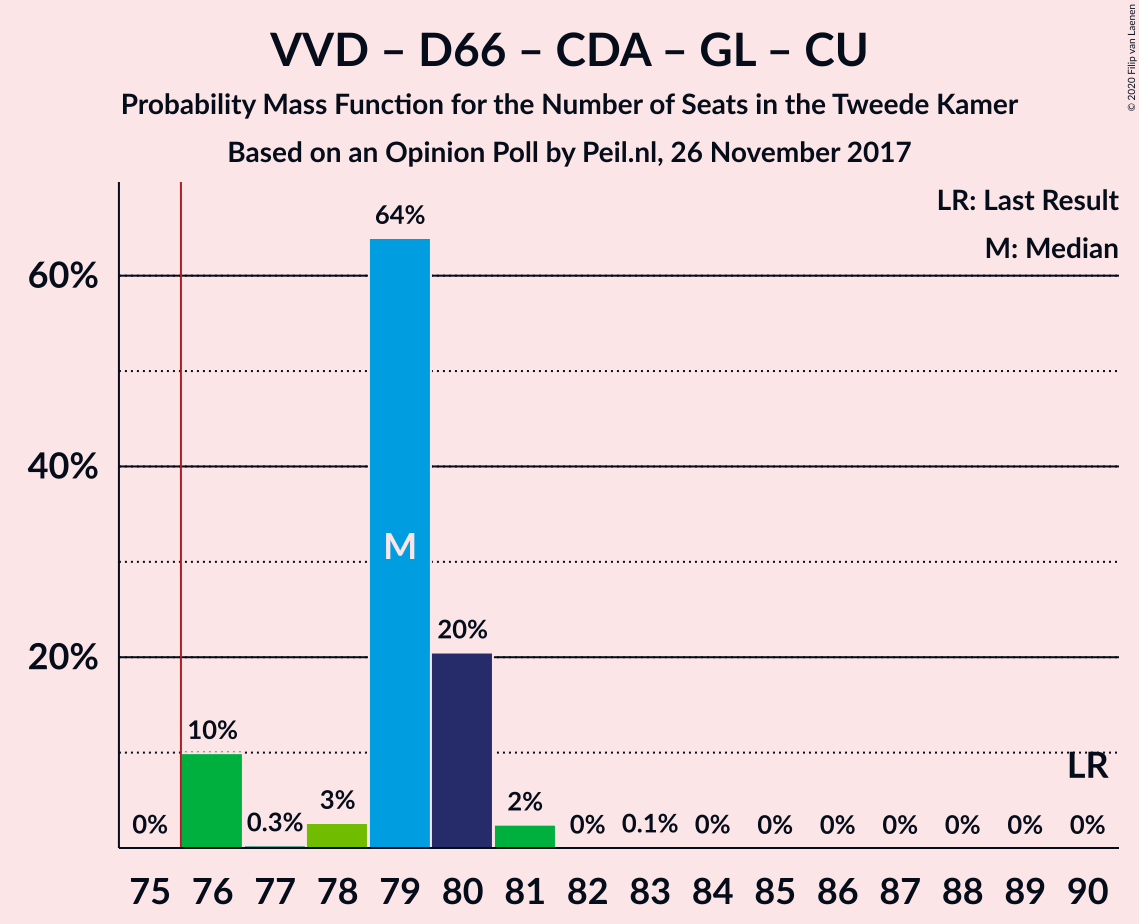 VVD – D66 – CDA – GL – CU
Probability Mass Function for the Number of Seats in the Tweede Kamer
Based on an Opinion Poll by Peil.nl, 26 November 2017
© 2020 Filip van Laenen
LR: Last Result
M: Median
60%
40%
20%
0% 10% 0.3% 3% 64% 20% 2% 0% 0.1% 0% 0% 0% 0% 0% 0% 0%
M
LR
75 76 77 78 79 80 81 82 83 84 85 86 87 88 89 90